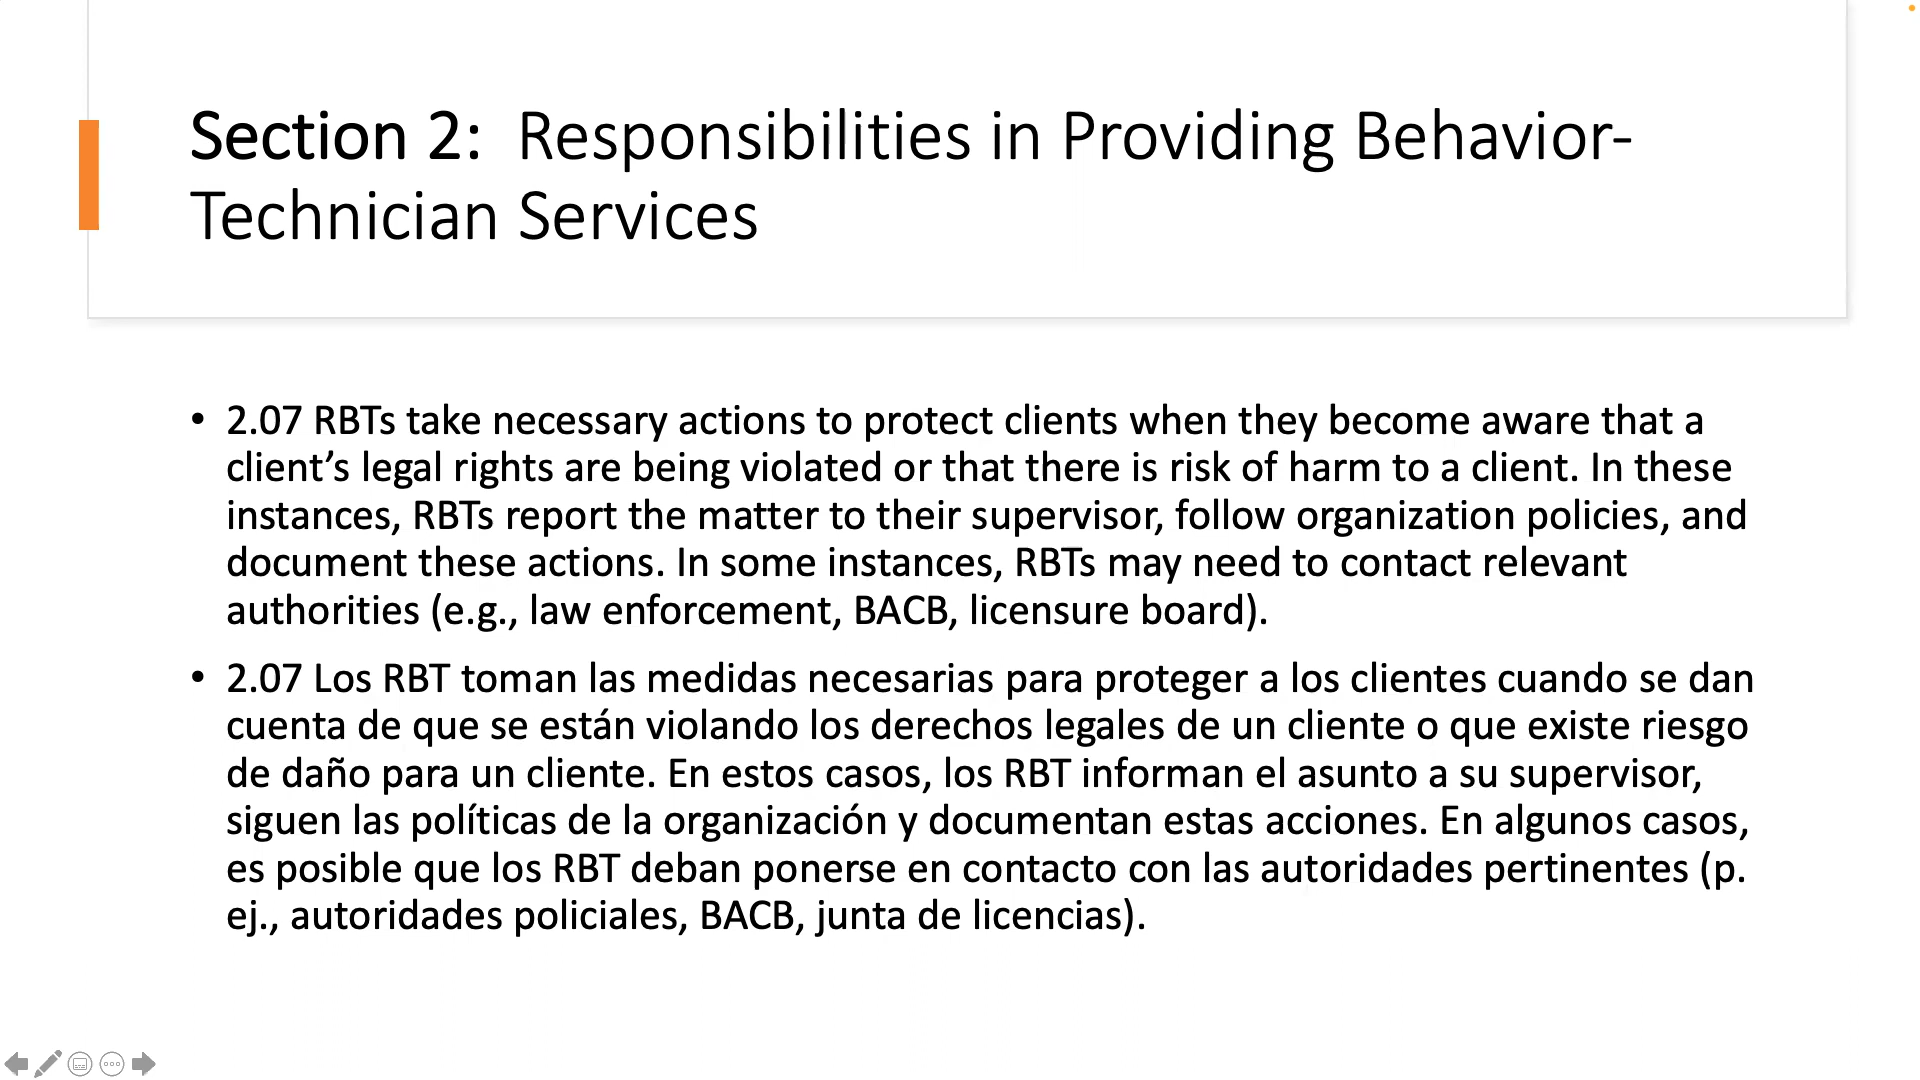 Section 2:  Responsibilities in Providing Behavior-
Technician Services
• 2.07 RBTs take necessary actions to protect clients when they become aware that a
client’s legal rights are being violated or that there is risk of harm to a client. In these
instances, RBTs report the matter to their supervisor, follow organization policies, and
document these actions. In some instances, RBTs may need to contact relevant
authorities (e.g., law enforcement, BACB, licensure board).
• 2.07 Los RBT toman las medidas necesarias para proteger a los clientes cuando se dan
cuenta de que se están violando los derechos legales de un cliente o que existe riesgo
de daño para un cliente. En estos casos, los RBT informan el asunto a su supervisor,
siguen las políticas de la organización y documentan estas acciones. En algunos casos,
es posible que los RBT deban ponerse en contacto con las autoridades pertinentes (p.
ej., autoridades policiales, BACB, junta de licencias).